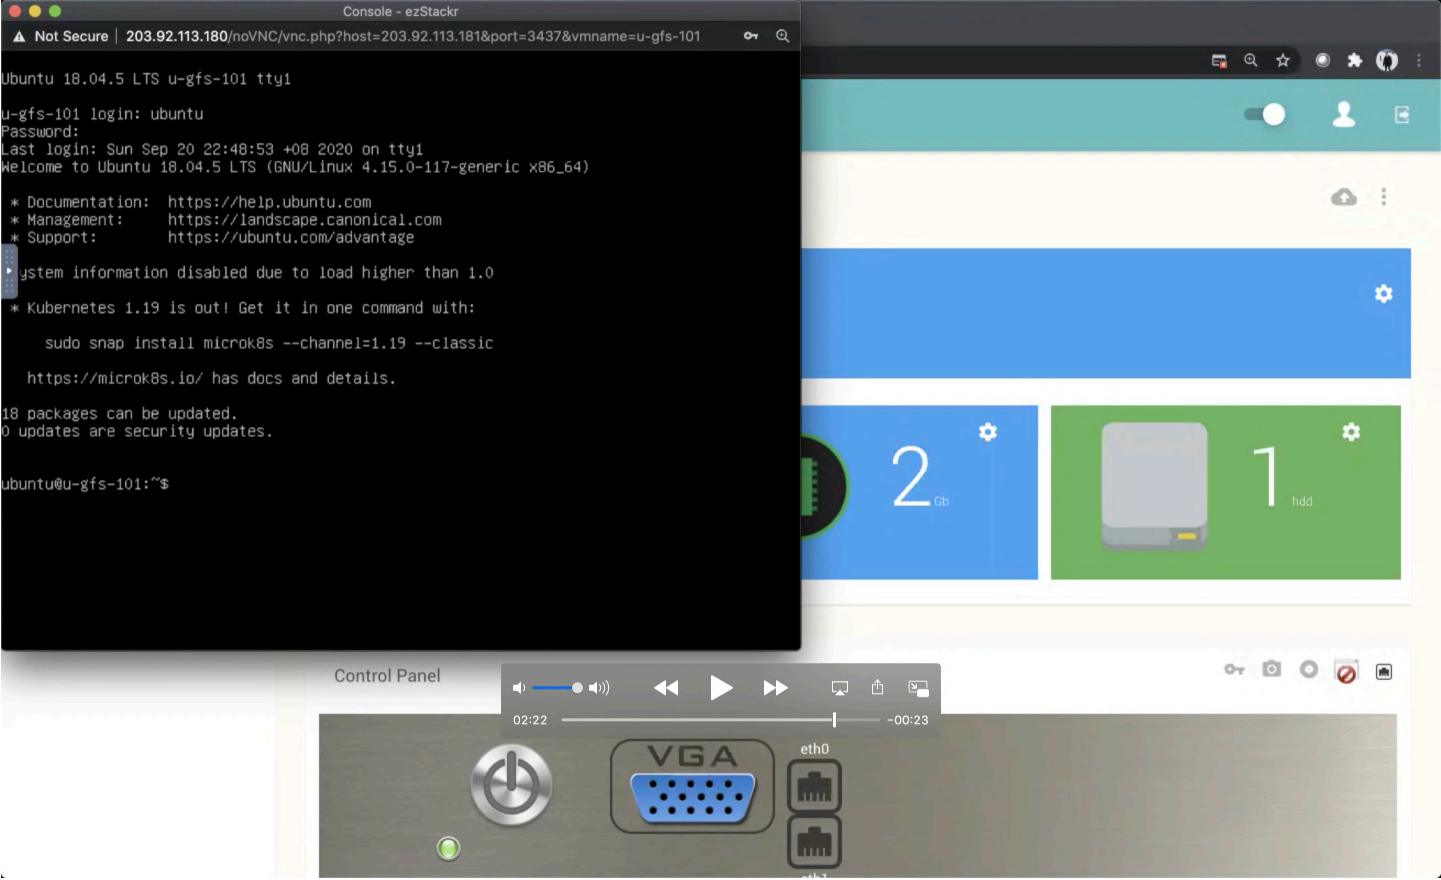 Console - ezStackr
Not Secure | 203.92.113.180/noVNC/vnc.php?host=203.92.113.181&port=3437&vmname=u-gfs-101
Ubuntu 18.04.5 LTS u-gfs-101 tty1
u-gfs-101 login: ubuntu
Password:
Last login: Sun Sep 20 22:48:53 +08 2020 on tty1
Welcome to Ubuntu 18.04.5 LTS (GNU/Linux 4.15.0-117-generic x86_64)
* Documentation:  https://help.ubuntu.com
* Management:     https://landscape.canonical.com
* Support:        https://ubuntu.com/advantage
ystem information disabled due to load higher than 1.0
* Kubernetes 1.19 is out! Get it in one command with:
sudo snap install microk8s --channel=1.19 --classic
https://microk8s.io/ has docs and details.
18 packages can be updated.
0 updates are security updates.
ubuntu@u-gfs-101:~$
2 Gb
1 hdd
Control Panel
02:22
-00:23
VGA
eth0
eth1